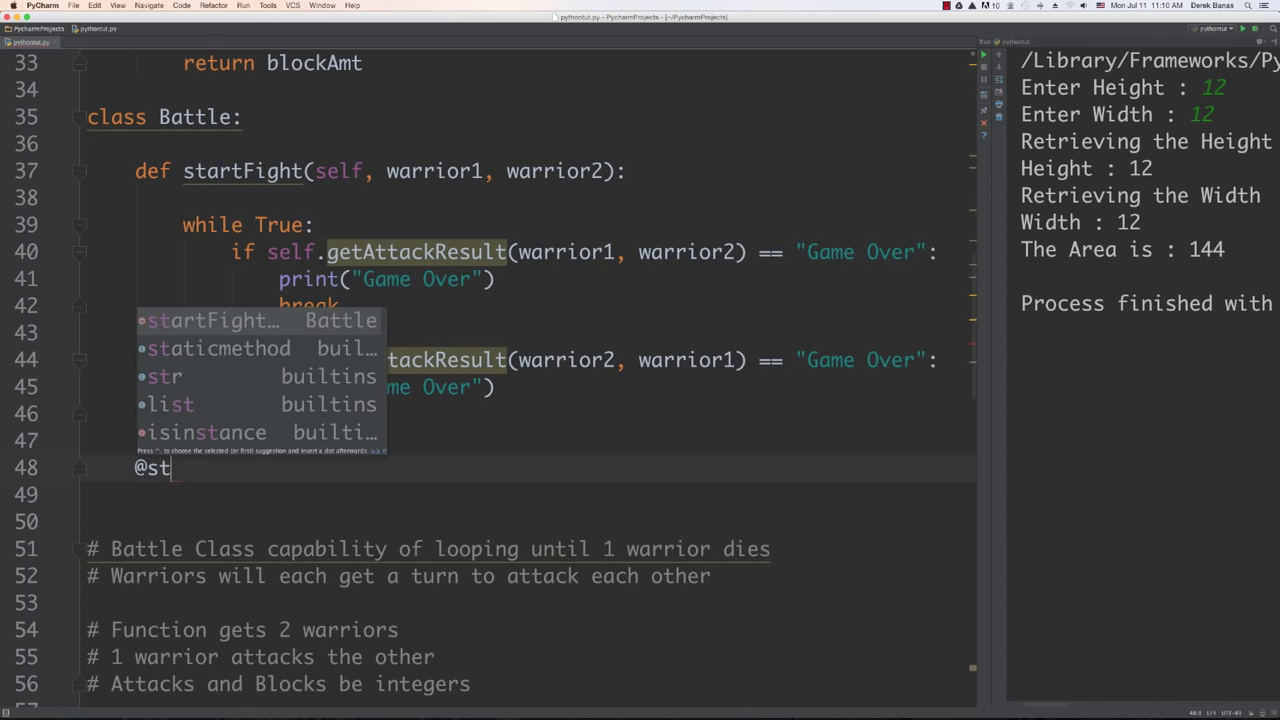 PyCharm File Edit View Navigate Code Refactor Run Tools VCS Window Help 10 Mon Jul 11 11:10 AM Derek Banas
pythontut.py - PycharmProjects - [~/PycharmProjects]
PycharmProjects pythontut.py pythontut
pythontut.py Run pythontut
33 return blockAmt
34
35 class Battle:
36
37 def startFight(self, warrior1, warrior2):
38
39 while True:
40 if self.getAttackResult(warrior1, warrior2) == "Game Over":
41 print("Game Over")
42 break
43
44 tackResult(warrior2, warrior1) == "Game Over":
45 me Over")
46
47
48 @st
49
50
51 # Battle Class capability of looping until 1 warrior dies
52 # Warriors will each get a turn to attack each other
53
54 # Function gets 2 warriors
55 # 1 warrior attacks the other
56 # Attacks and Blocks be integers
startFight… Battle
staticmethod buil…
str builtins
list builtins
isinstance builti…
Press ^. to choose the selected (or first) suggestion and insert a dot afterwards >>
/Library/Frameworks/Py
Enter Height : 12
Enter Width : 12
Retrieving the Height
Height : 12
Retrieving the Width
Width : 12
The Area is : 144
Process finished with
48:8 LF÷ UTF-8÷